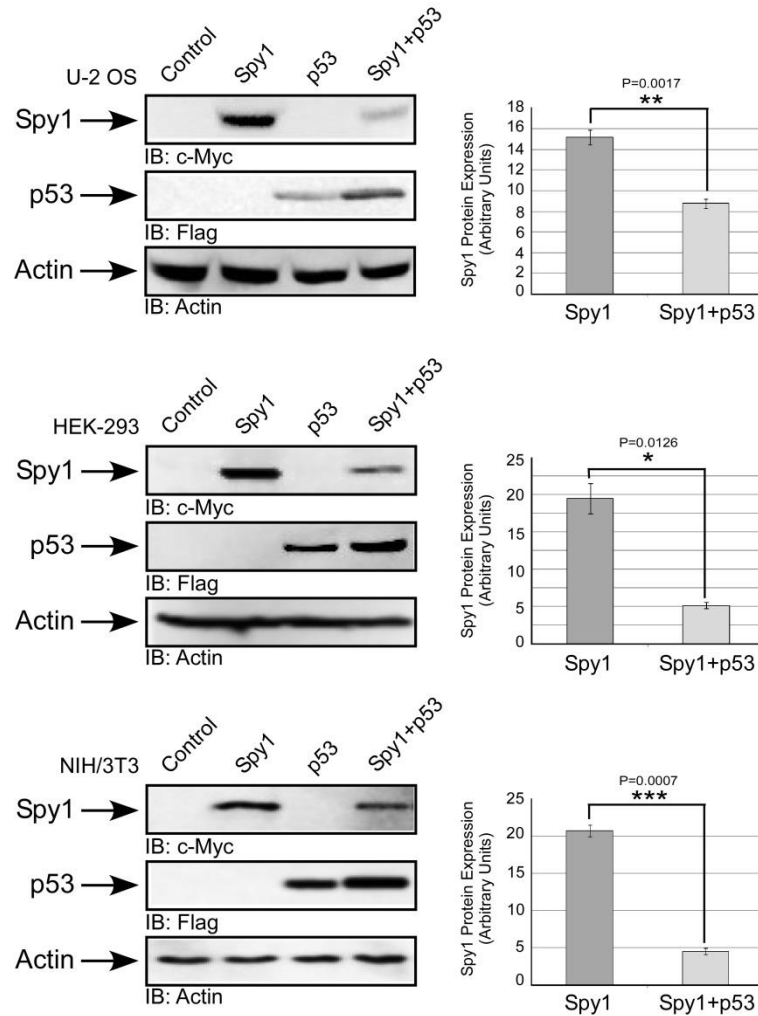 U-2 OS
Control
Spy1
p53
Spy1+p53
Spy1
IB: c-Myc
p53
IB: Flag
Actin
IB: Actin
P=0.0017
**
Spy1 Protein Expression
(Arbitrary Units)
18
16
14
12
10
8
6
4
2
0
Spy1
Spy1+p53
HEK-293
Control
Spy1
p53
Spy1+p53
Spy1
IB: c-Myc
p53
IB: Flag
Actin
IB: Actin
P=0.0126
*
Spy1 Protein Expression
(Arbitrary Units)
25
20
15
10
5
0
Spy1
Spy1+p53
NIH/3T3
Control
Spy1
p53
Spy1+p53
Spy1
IB: c-Myc
p53
IB: Flag
Actin
IB: Actin
P=0.0007
***
Spy1 Protein Expression
(Arbitrary Units)
25
20
15
10
5
0
Spy1
Spy1+p53